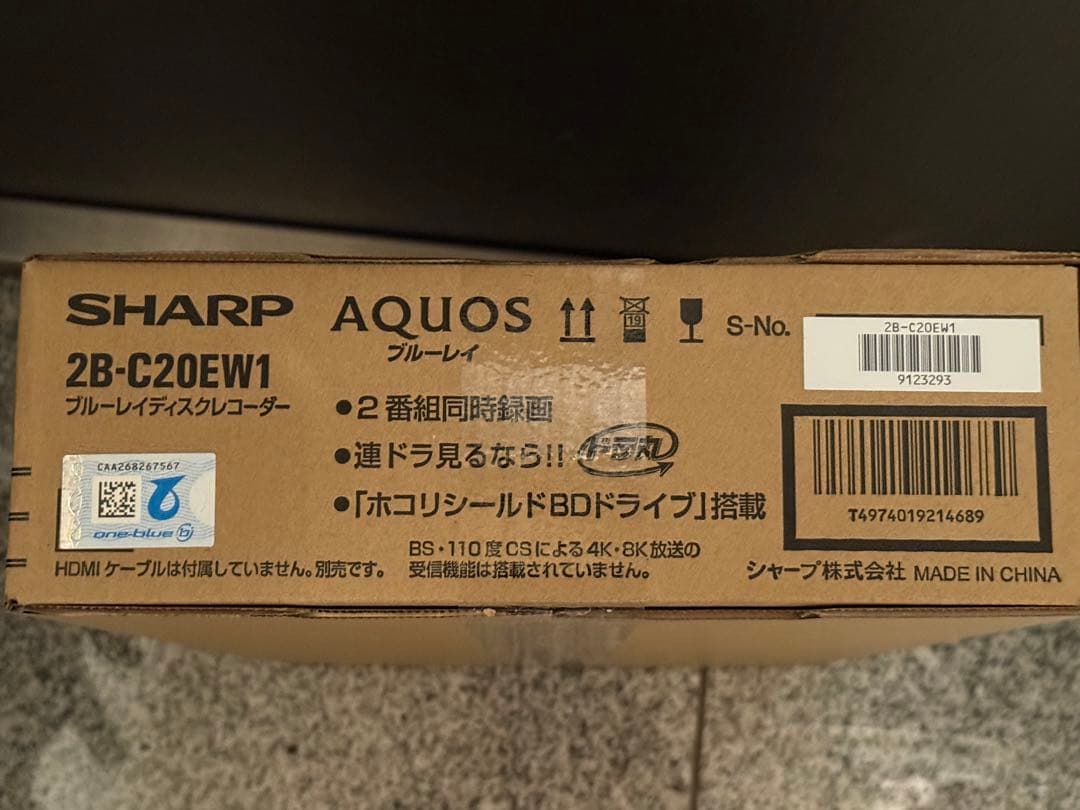 SHARP
2B-C20EW1
ブルーレイディスクレコーダー
AQUOS
ブルーレイ
19
S-No.
2B-C20EW1
9123293
●2番組同時録画
●連ドラ見るなら!! ドラ丸
●「ホコリシールドBDドライブ」搭載
T4974019214689
CAA268267567
one-blue
HDMIケーブルは付属していません。別売です。
BS・110度CSによる4K・8K放送の
受信機能は搭載されていません。
シャープ株式会社 MADE IN CHINA